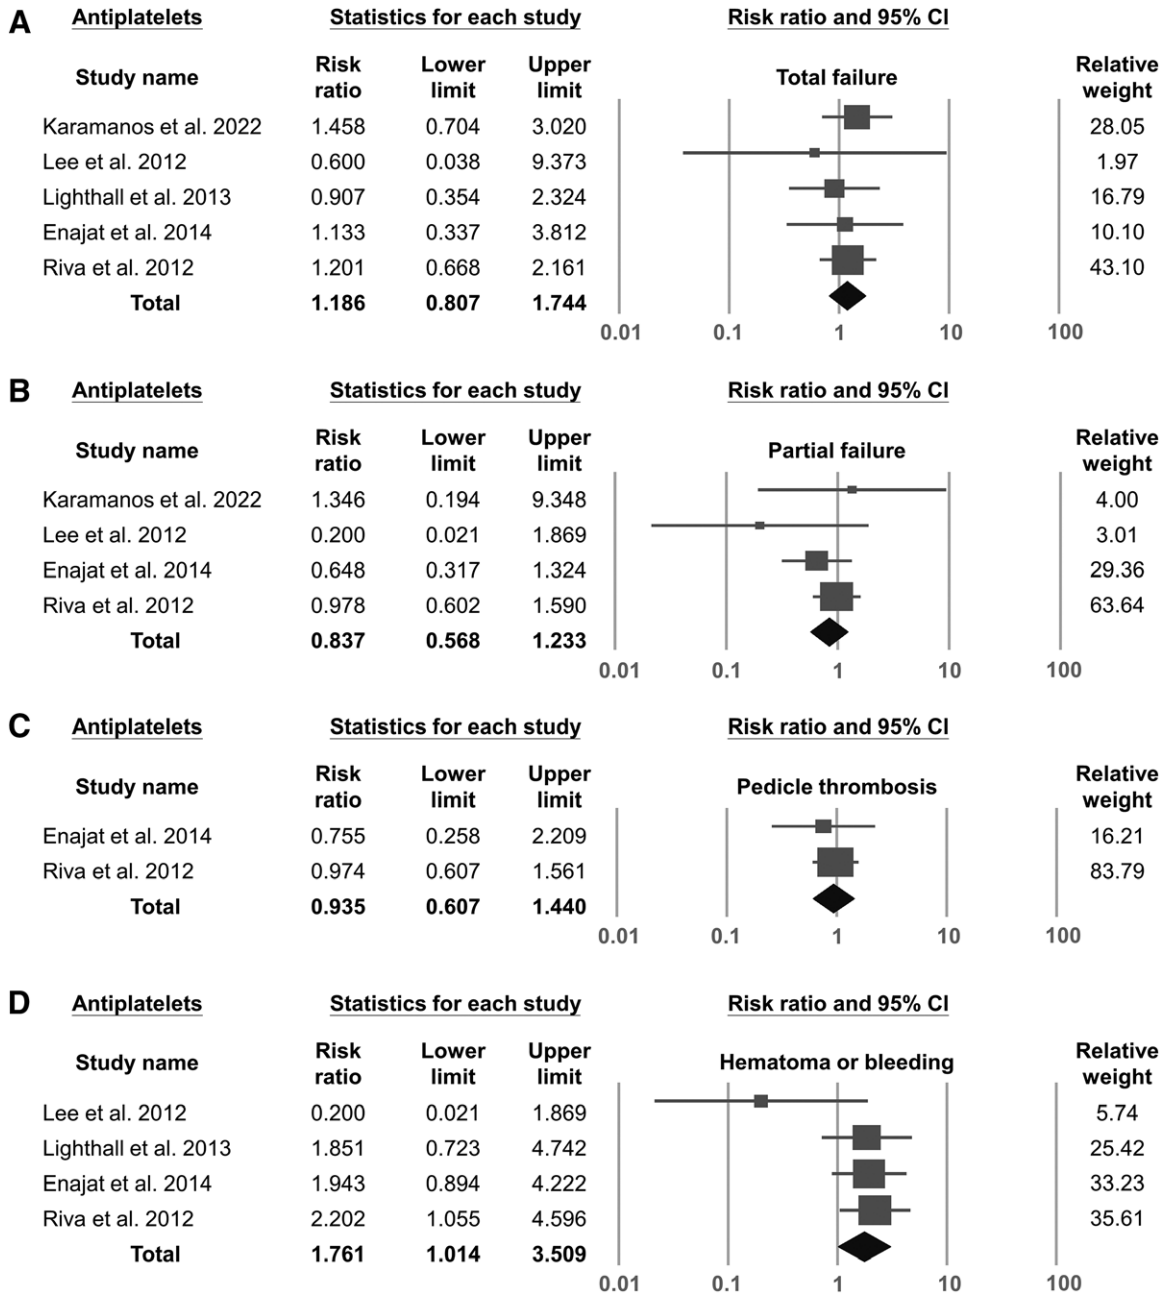 A Antiplatelets Statistics for each study Risk ratio and 95% CI
Study name Risk ratio Lower limit Upper limit Total failure Relative weight
Karamanos et al. 2022 1.458 0.704 3.020 28.05
Lee et al. 2012 0.600 0.038 9.373 1.97
Lighthall et al. 2013 0.907 0.354 2.324 16.79
Enajat et al. 2014 1.133 0.337 3.812 10.10
Riva et al. 2012 1.201 0.668 2.161 43.10
Total 1.186 0.807 1.744
0.01 0.1 1 10 100
B Antiplatelets Statistics for each study Risk ratio and 95% CI
Study name Risk ratio Lower limit Upper limit Partial failure Relative weight
Karamanos et al. 2022 1.346 0.194 9.348 4.00
Lee et al. 2012 0.200 0.021 1.869 3.01
Enajat et al. 2014 0.648 0.317 1.324 29.36
Riva et al. 2012 0.978 0.602 1.590 63.64
Total 0.837 0.568 1.233
0.01 0.1 1 10 100
C Antiplatelets Statistics for each study Risk ratio and 95% CI
Study name Risk ratio Lower limit Upper limit Pedicle thrombosis Relative weight
Enajat et al. 2014 0.755 0.258 2.209 16.21
Riva et al. 2012 0.974 0.607 1.561 83.79
Total 0.935 0.607 1.440
0.01 0.1 1 10 100
D Antiplatelets Statistics for each study Risk ratio and 95% CI
Study name Risk ratio Lower limit Upper limit Hematoma or bleeding Relative weight
Lee et al. 2012 0.200 0.021 1.869 5.74
Lighthall et al. 2013 1.851 0.723 4.742 25.42
Enajat et al. 2014 1.943 0.894 4.222 33.23
Riva et al. 2012 2.202 1.055 4.596 35.61
Total 1.761 1.014 3.509
0.01 0.1 1 10 100